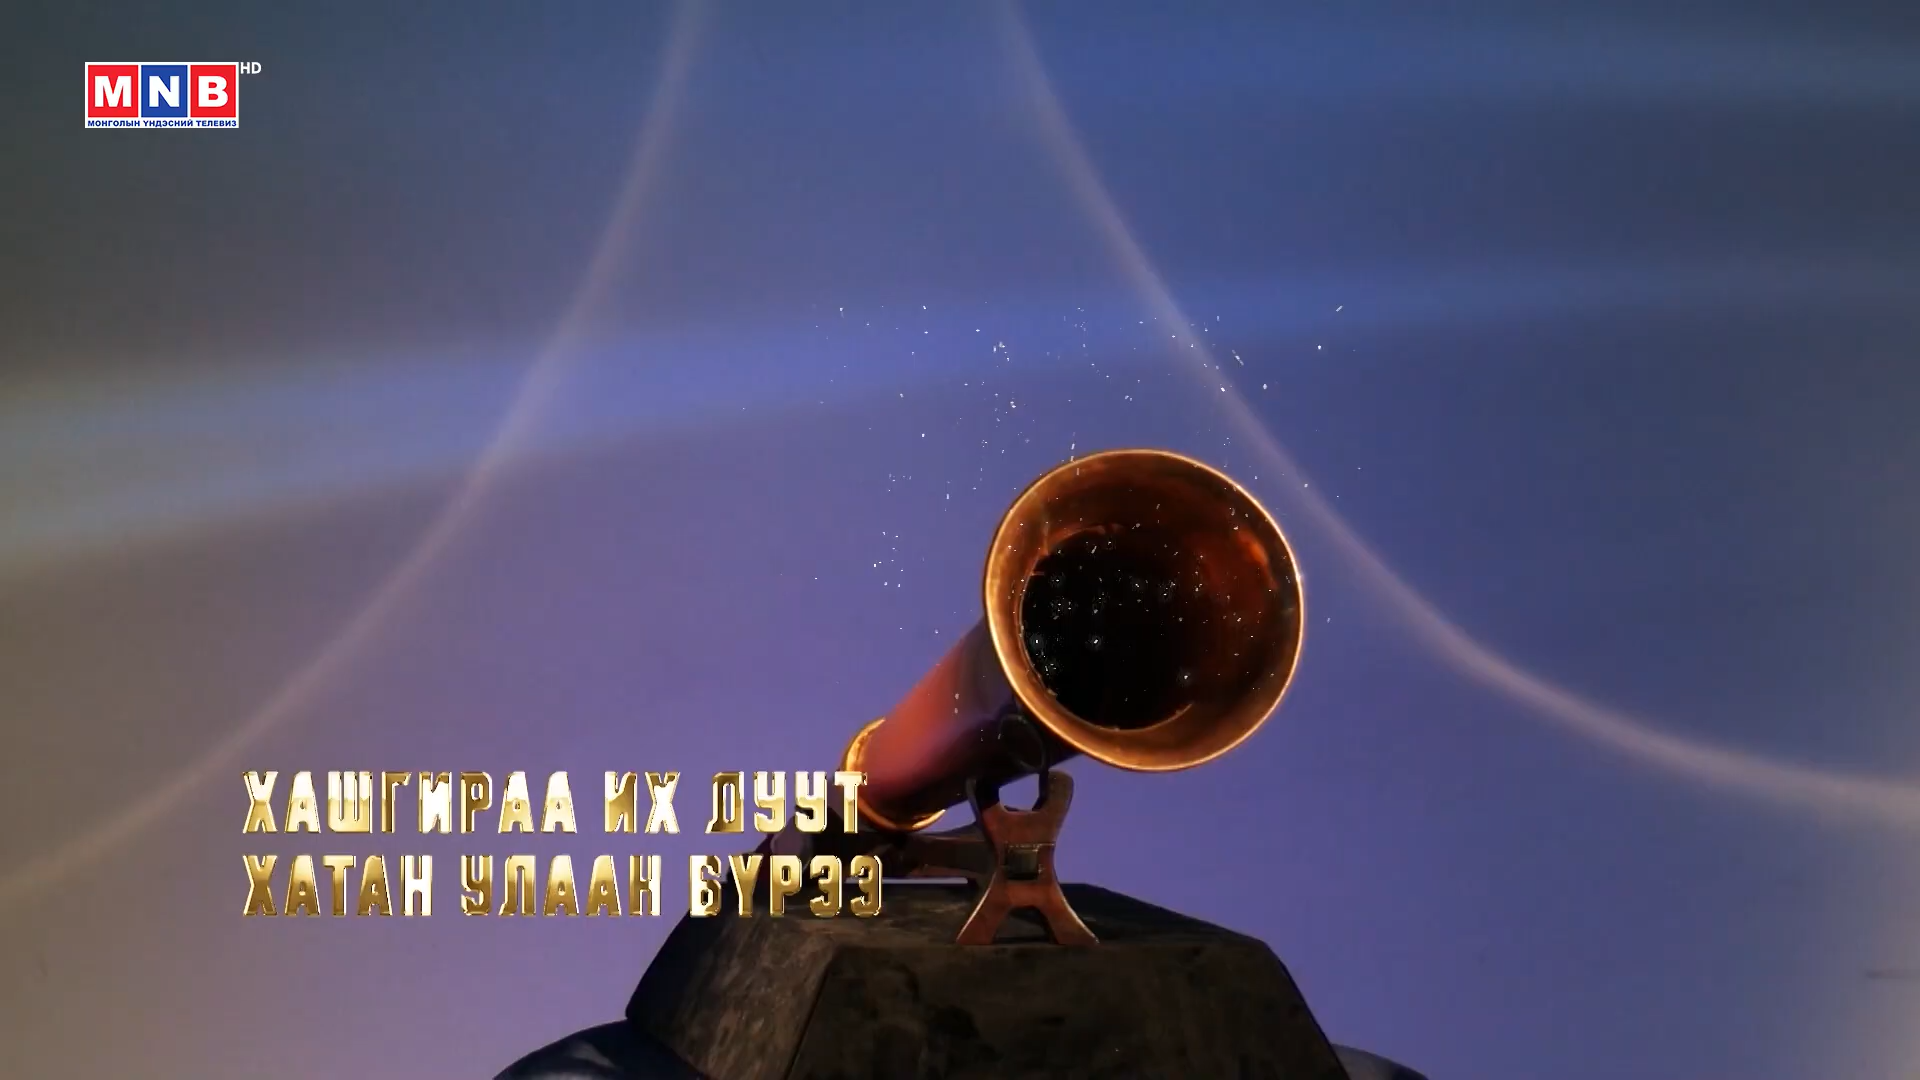 MNB HD
МОНГОЛЫН ҮНДЭСНИЙ ТЕЛЕВИЗ
ХАШГИРАА ИХ ДУУТ
ХАТАН УЛААН БҮРЭЭ